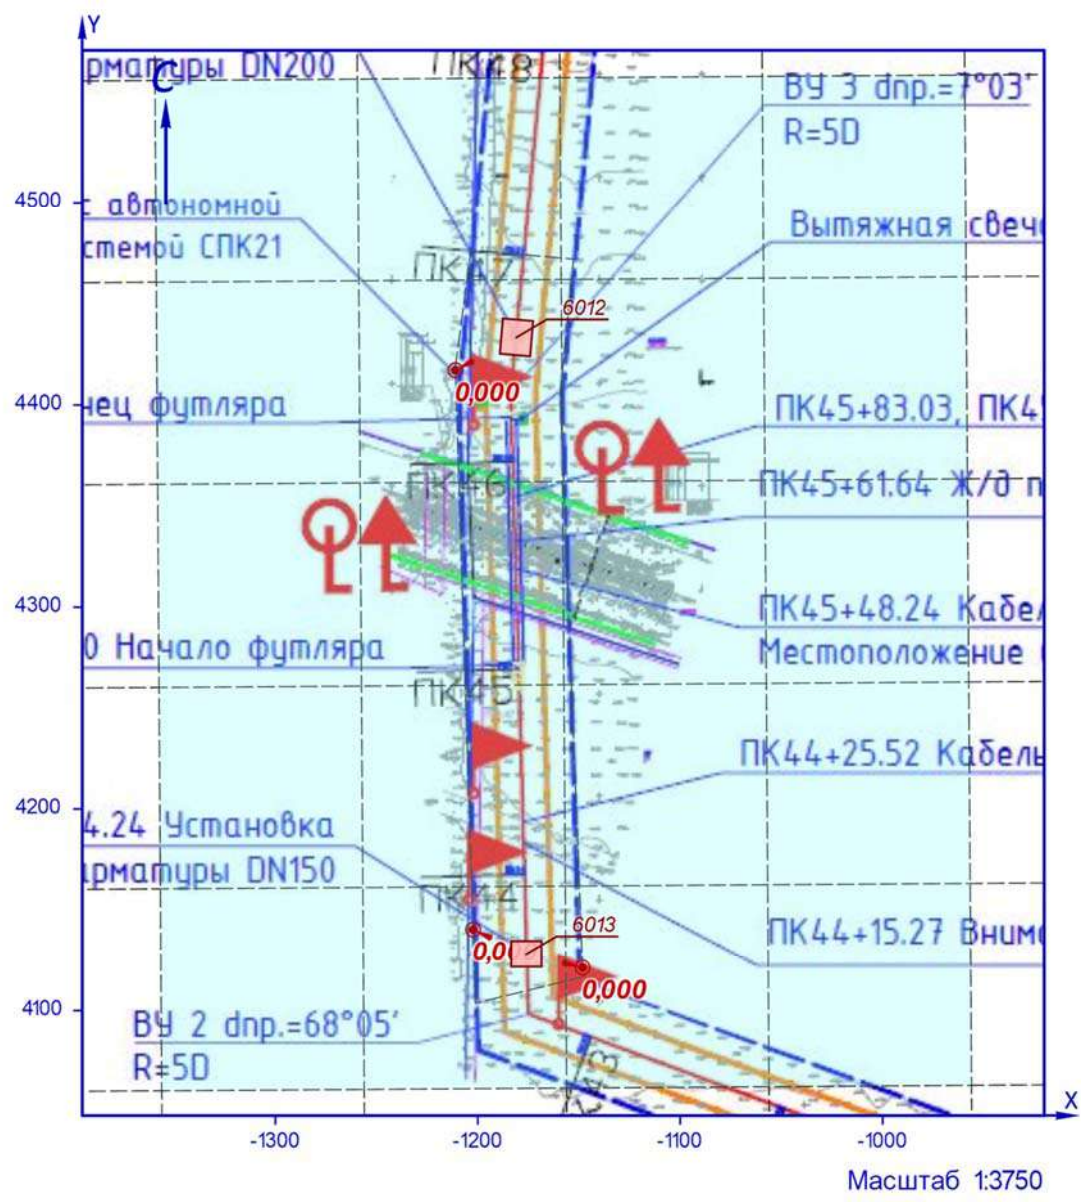 Y
рматуры DN200
ПК48
ВУ 3 dпр.=7°03'
R=5D
С
4500
с автономной
стемой СПК21
Вытяжная свеч
ПК47
6012
0,000
4400
нец футляра
ПК45+83.03, ПК4
ПК46
ПК45+61.64 Ж/д п
4300
ПК45+48.24 Кабе
0 Начало футляра
Местоположение
ПК45
ПК44+25.52 Кабель
4200
4.24 Установка
рматуры DN150
ПК44
6013
ПК44+15.27 Вним
0,0
0,000
4100
ВУ 2 dпр.=68°05'
R=5D
X
-1300 -1200 -1100 -1000
Масштаб 1:3750